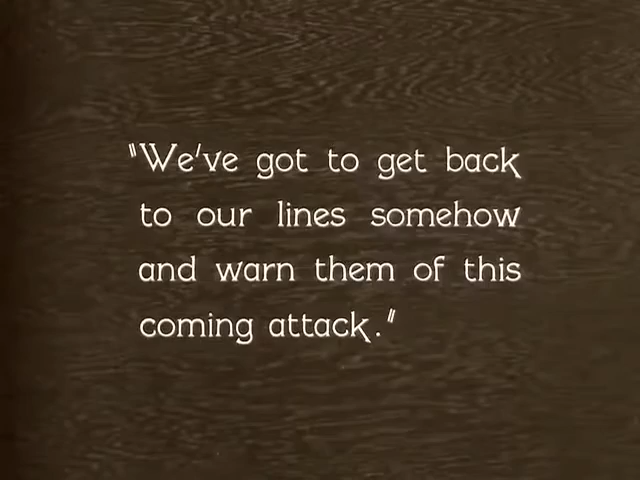 "We've got to get back
to our lines somehow
and warn them of this
coming attack."